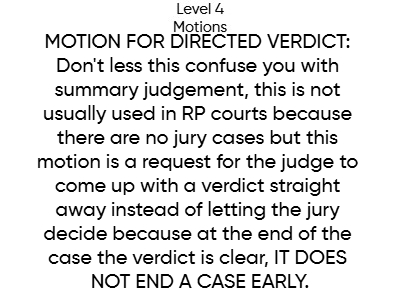 Level 4
Motions
MOTION FOR DIRECTED VERDICT:
Don't less this confuse you with
summary judgement, this is not
usually used in RP courts because
there are no jury cases but this
motion is a request for the judge to
come up with a verdict straight
away instead of letting the jury
decide because at the end of the
case the verdict is clear, IT DOES
NOT END A CASE EARLY.